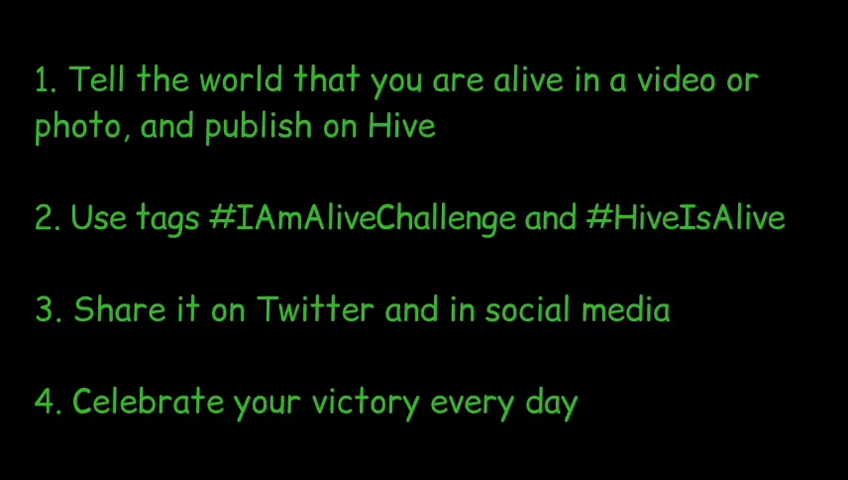 1. Tell the world that you are alive in a video or
photo, and publish on Hive
2. Use tags #IAmAliveChallenge and #HiveIsAlive
3. Share it on Twitter and in social media
4. Celebrate your victory every day